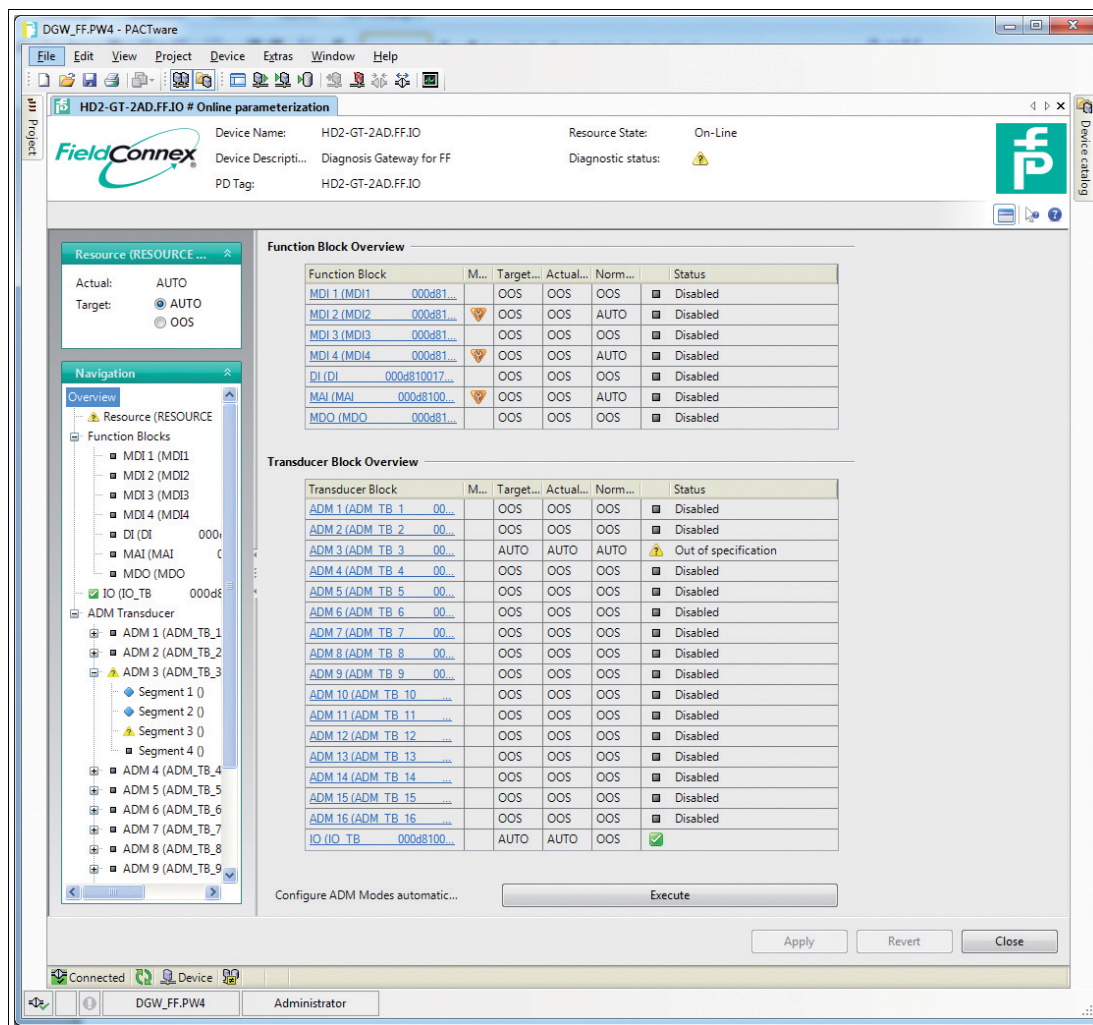 DGW_FF.PW4 - PACTware
File Edit View Project Device Extras Window Help
Project
HD2-GT-2AD.FF.IO # Online parameterization
Device catalog
FieldConnex®
Device Name: HD2-GT-2AD.FF.IO Resource State: On-Line
Device Descripti... Diagnosis Gateway for FF Diagnostic status:
PD Tag: HD2-GT-2AD.FF.IO
Resource (RESOURCE ...
Actual: AUTO
Target: AUTO
OOS
Navigation
Overview
Resource (RESOURCE
Function Blocks
MDI 1 (MDI1
MDI 2 (MDI2
MDI 3 (MDI3
MDI 4 (MDI4
DI (DI 000
MAI (MAI
MDO (MDO
IO (IO_TB 000d8
ADM Transducer
ADM 1 (ADM_TB_1
ADM 2 (ADM_TB_2
ADM 3 (ADM_TB_3
Segment 1 ()
Segment 2 ()
Segment 3 ()
Segment 4 ()
ADM 4 (ADM_TB_4
ADM 5 (ADM_TB_5
ADM 6 (ADM_TB_6
ADM 7 (ADM_TB_7
ADM 8 (ADM_TB_8
ADM 9 (ADM_TB_9
Function Block Overview
Function Block M... Target... Actual... Norm... Status
MDI 1 (MDI1 000d81... OOS OOS OOS Disabled
MDI 2 (MDI2 000d81... OOS OOS AUTO Disabled
MDI 3 (MDI3 000d81... OOS OOS OOS Disabled
MDI 4 (MDI4 000d81... OOS OOS AUTO Disabled
DI (DI 000d810017... OOS OOS OOS Disabled
MAI (MAI 000d8100... OOS OOS AUTO Disabled
MDO (MDO 000d81... OOS OOS OOS Disabled
Transducer Block Overview
Transducer Block M... Target... Actual... Norm... Status
ADM 1 (ADM_TB_1 00... OOS OOS OOS Disabled
ADM 2 (ADM_TB_2 00... OOS OOS OOS Disabled
ADM 3 (ADM_TB_3 00... AUTO AUTO AUTO Out of specification
ADM 4 (ADM_TB_4 00... OOS OOS OOS Disabled
ADM 5 (ADM_TB_5 00... OOS OOS OOS Disabled
ADM 6 (ADM_TB_6 00... OOS OOS OOS Disabled
ADM 7 (ADM_TB_7 00... OOS OOS OOS Disabled
ADM 8 (ADM_TB_8 00... OOS OOS OOS Disabled
ADM 9 (ADM_TB_9 00... OOS OOS OOS Disabled
ADM 10 (ADM_TB_10 ... OOS OOS OOS Disabled
ADM 11 (ADM_TB_11 ... OOS OOS OOS Disabled
ADM 12 (ADM_TB_12 ... OOS OOS OOS Disabled
ADM 13 (ADM_TB_13 ... OOS OOS OOS Disabled
ADM 14 (ADM_TB_14 ... OOS OOS OOS Disabled
ADM 15 (ADM_TB_15 ... OOS OOS OOS Disabled
ADM 16 (ADM_TB_16 ... OOS OOS OOS Disabled
IO (IO_TB 000d8100... AUTO AUTO OOS
Configure ADM Modes automatic... Execute
Apply Revert Close
Connected Device
DGW_FF.PW4 Administrator